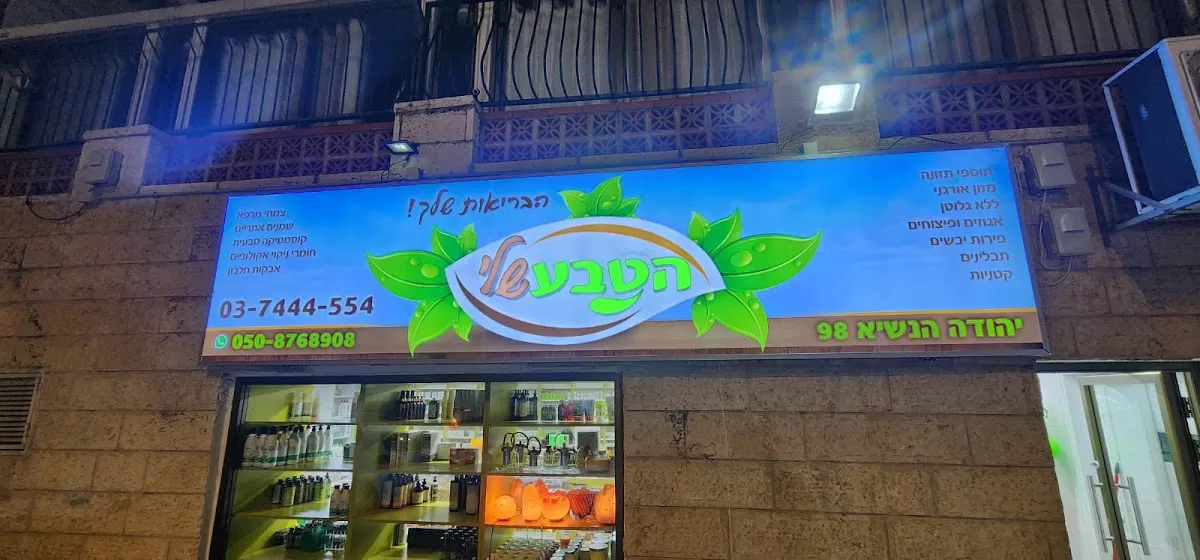 תוספי תזונה
מזון אורגני
ללא גלוטן
אגוזים ופיצוחים
פירות יבשים
תבלינים
קטניות
יהודה הנשיא 98
הבריאות שלך!
הטבע שלי
צמחי מרפא
שמנים אתריים
קוסמטיקה טבעית
חומרי ניקוי אקולוגיים
אבקות חלבון
03-7444-554
050-8768908